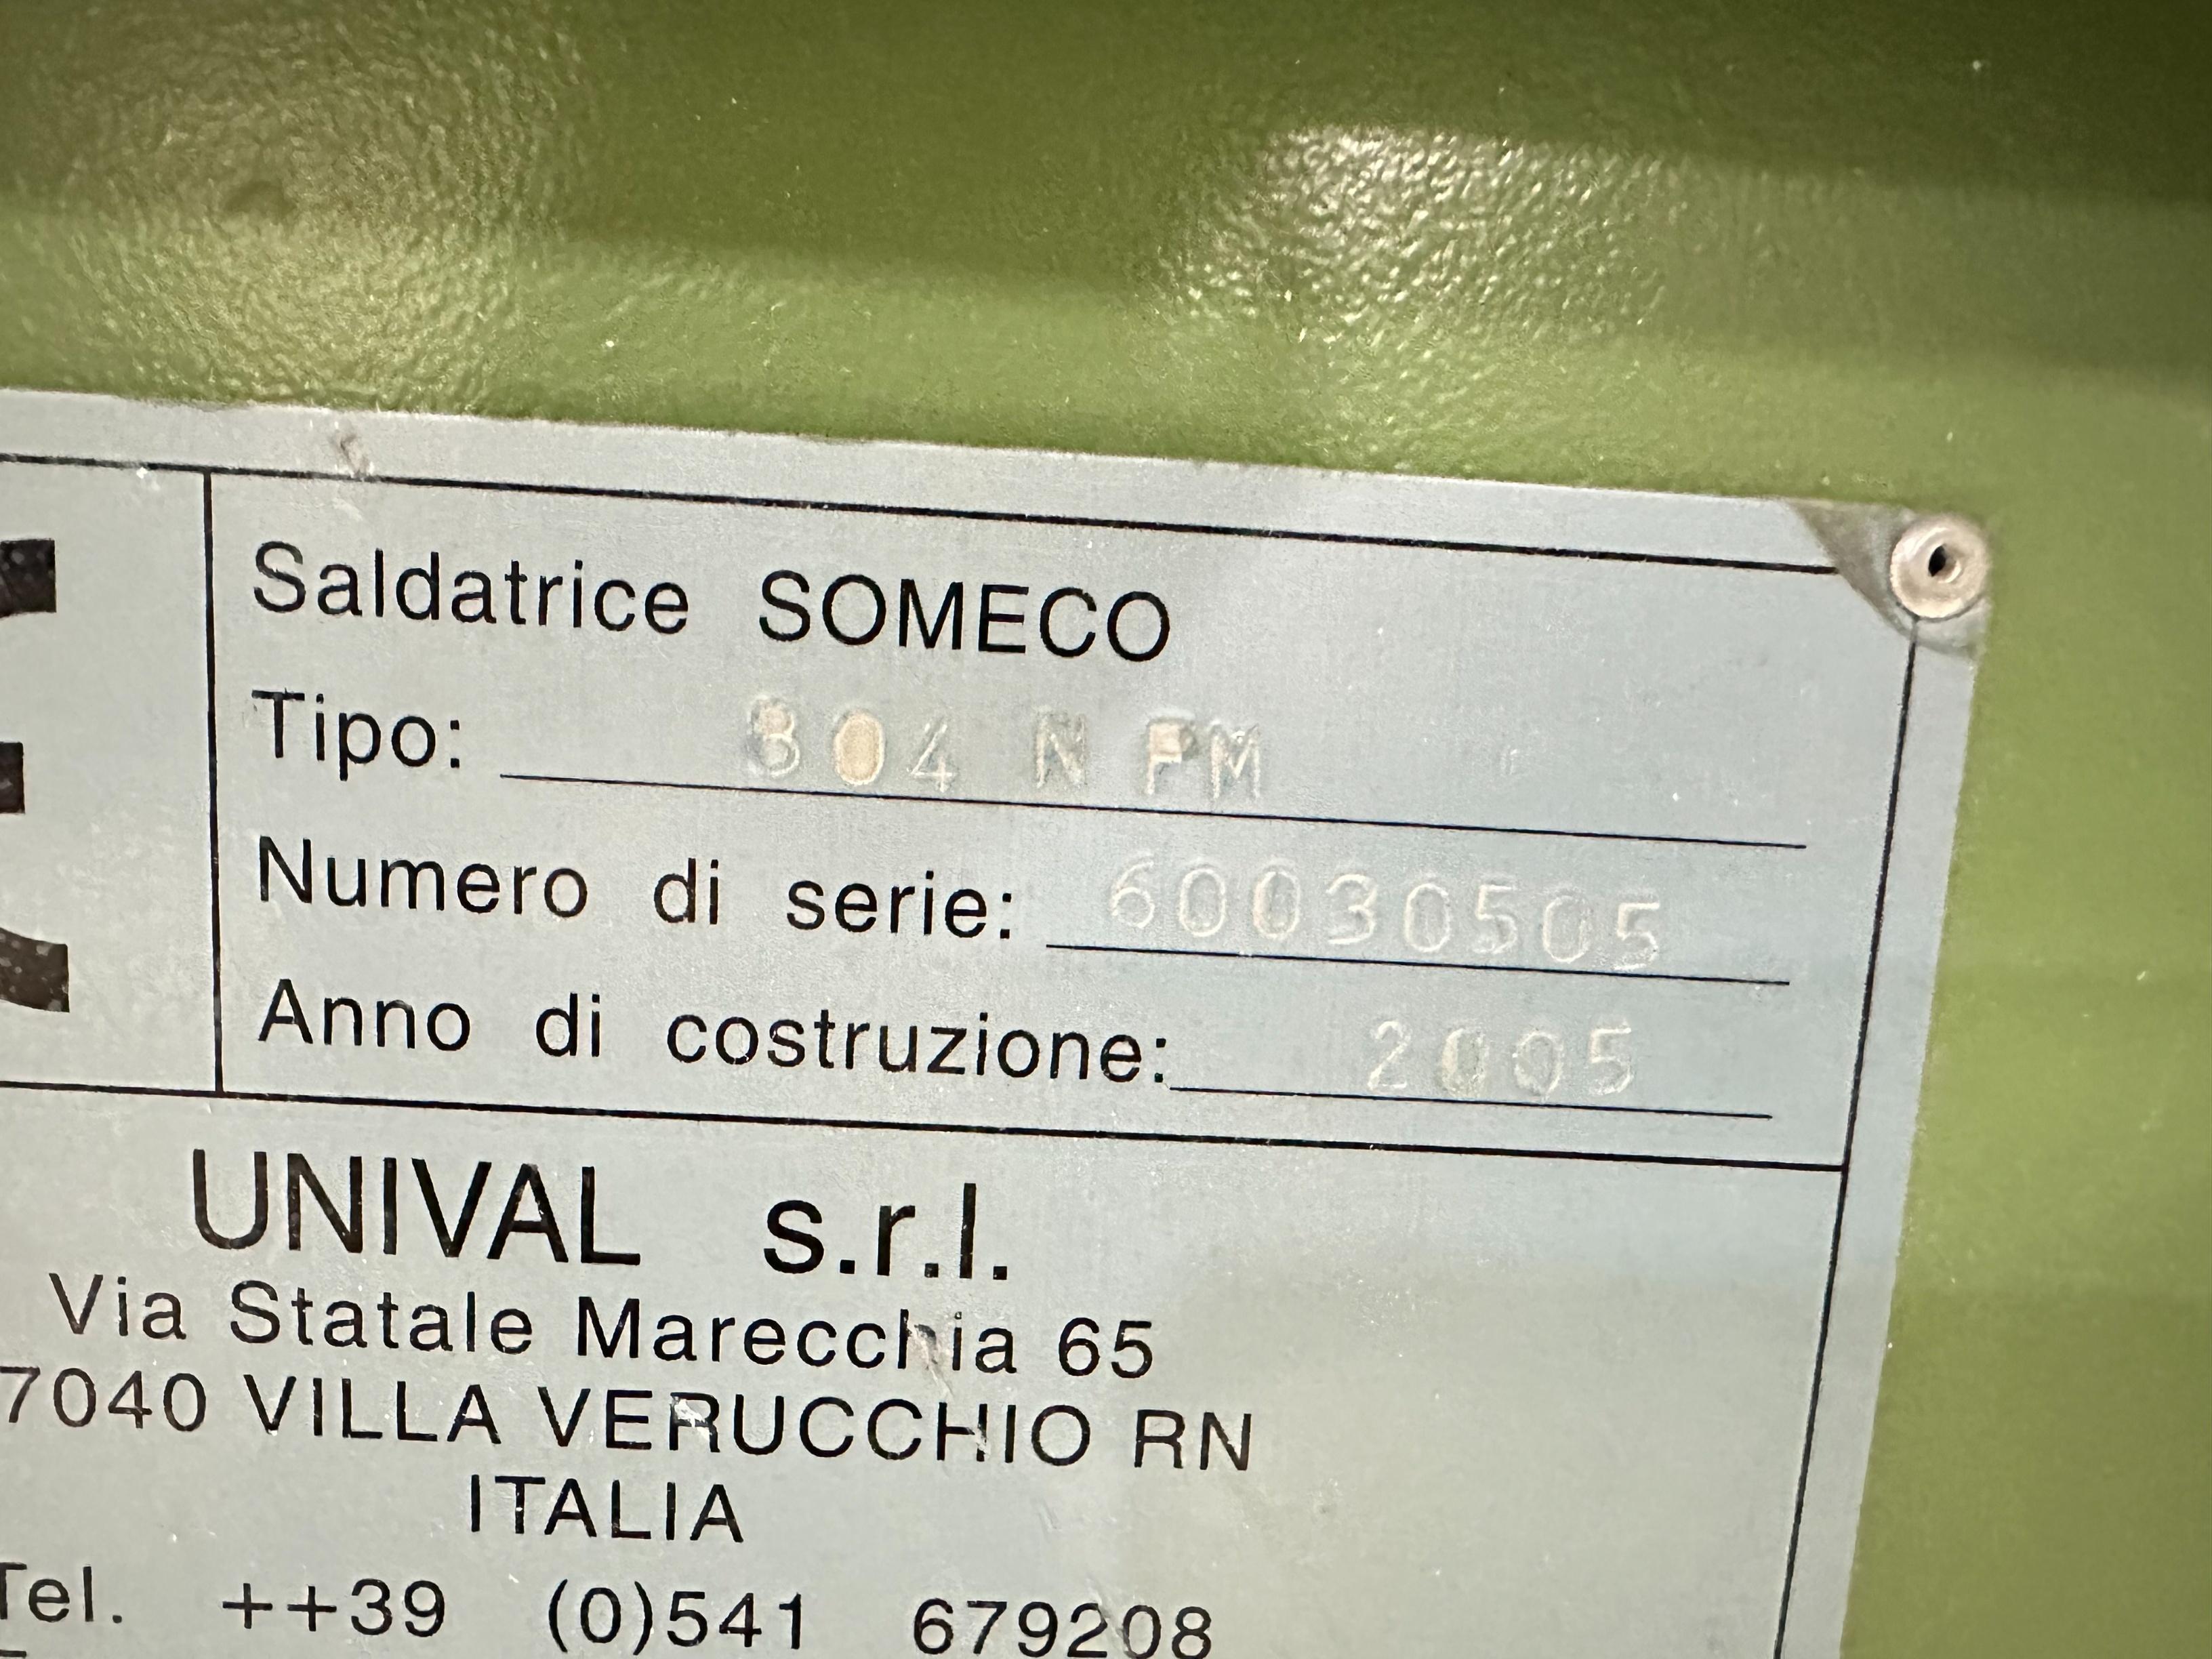 Saldatrice SOMECO
Tipo: 304 N PM
Numero di serie: 60030505
Anno di costruzione: 2005
UNIVAL s.r.l.
Via Statale Marecchia 65
7040 VILLA VERUCCHIO RN
ITALIA
Tel. ++39 (0)541 679208